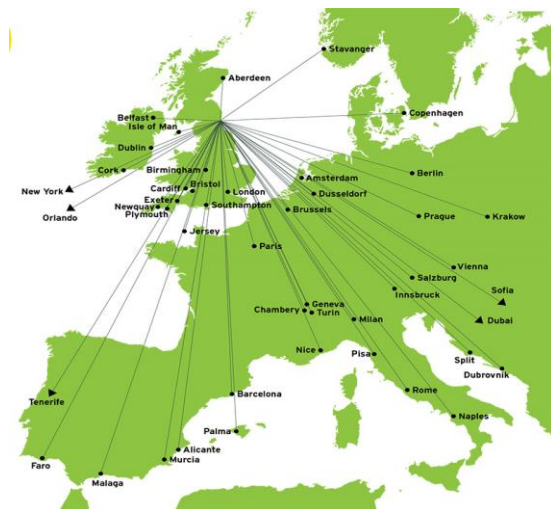 Stavanger
Aberdeen
Copenhagen
Belfast
Isle of Man
Dublin
Cork
Birmingham
Amsterdam
Berlin
New York
Cardiff
Bristol
London
Dusseldorf
Exeter
Newquay
Southampton
Brussels
Orlando
Plymouth
Prague
Krakow
Jersey
Paris
Vienna
Salzburg
Sofia
Innsbruck
Geneva
Chambery
Turin
Milan
Dubai
Nice
Pisa
Split
Dubrovnik
Tenerife
Barcelona
Rome
Naples
Palma
Alicante
Faro
Murcia
Malaga